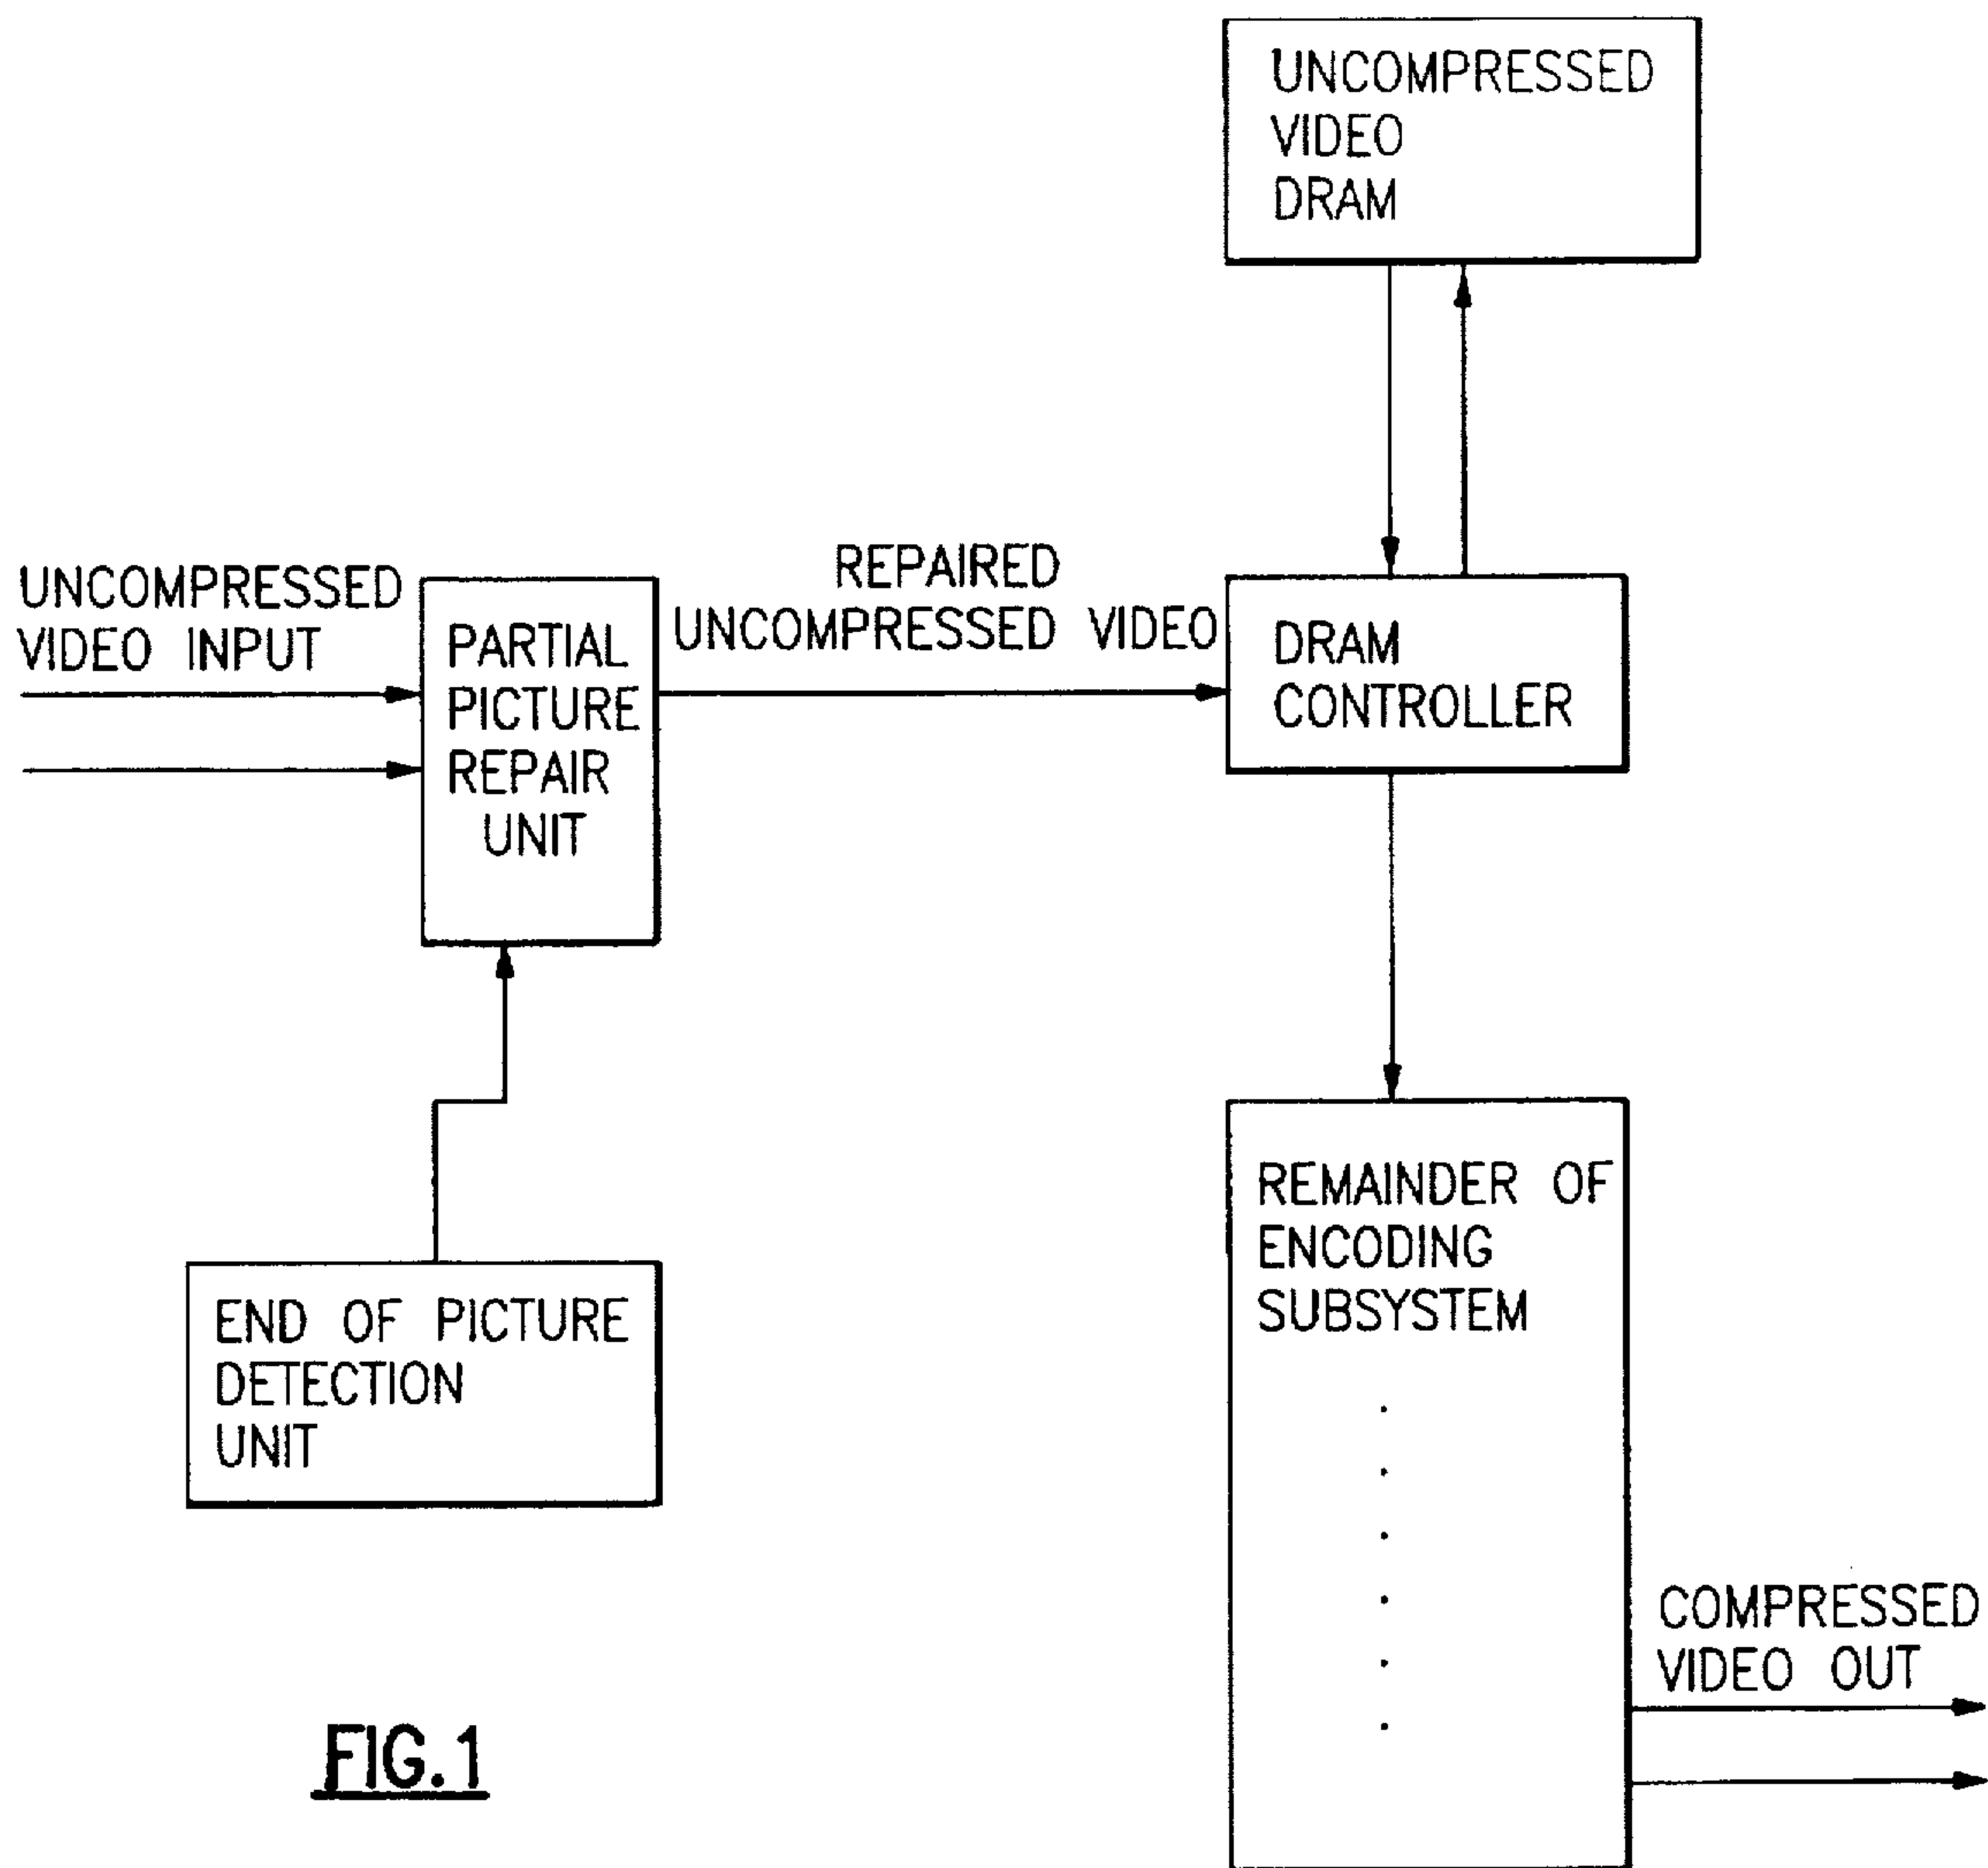 UNCOMPRESSED
VIDEO
DRAM
UNCOMPRESSED
VIDEO INPUT
PARTIAL
PICTURE
REPAIR
UNIT
REPAIRED
UNCOMPRESSED VIDEO
DRAM
CONTROLLER
END OF PICTURE
DETECTION
UNIT
REMAINDER OF
ENCODING
SUBSYSTEM
COMPRESSED
VIDEO OUT
FIG.1